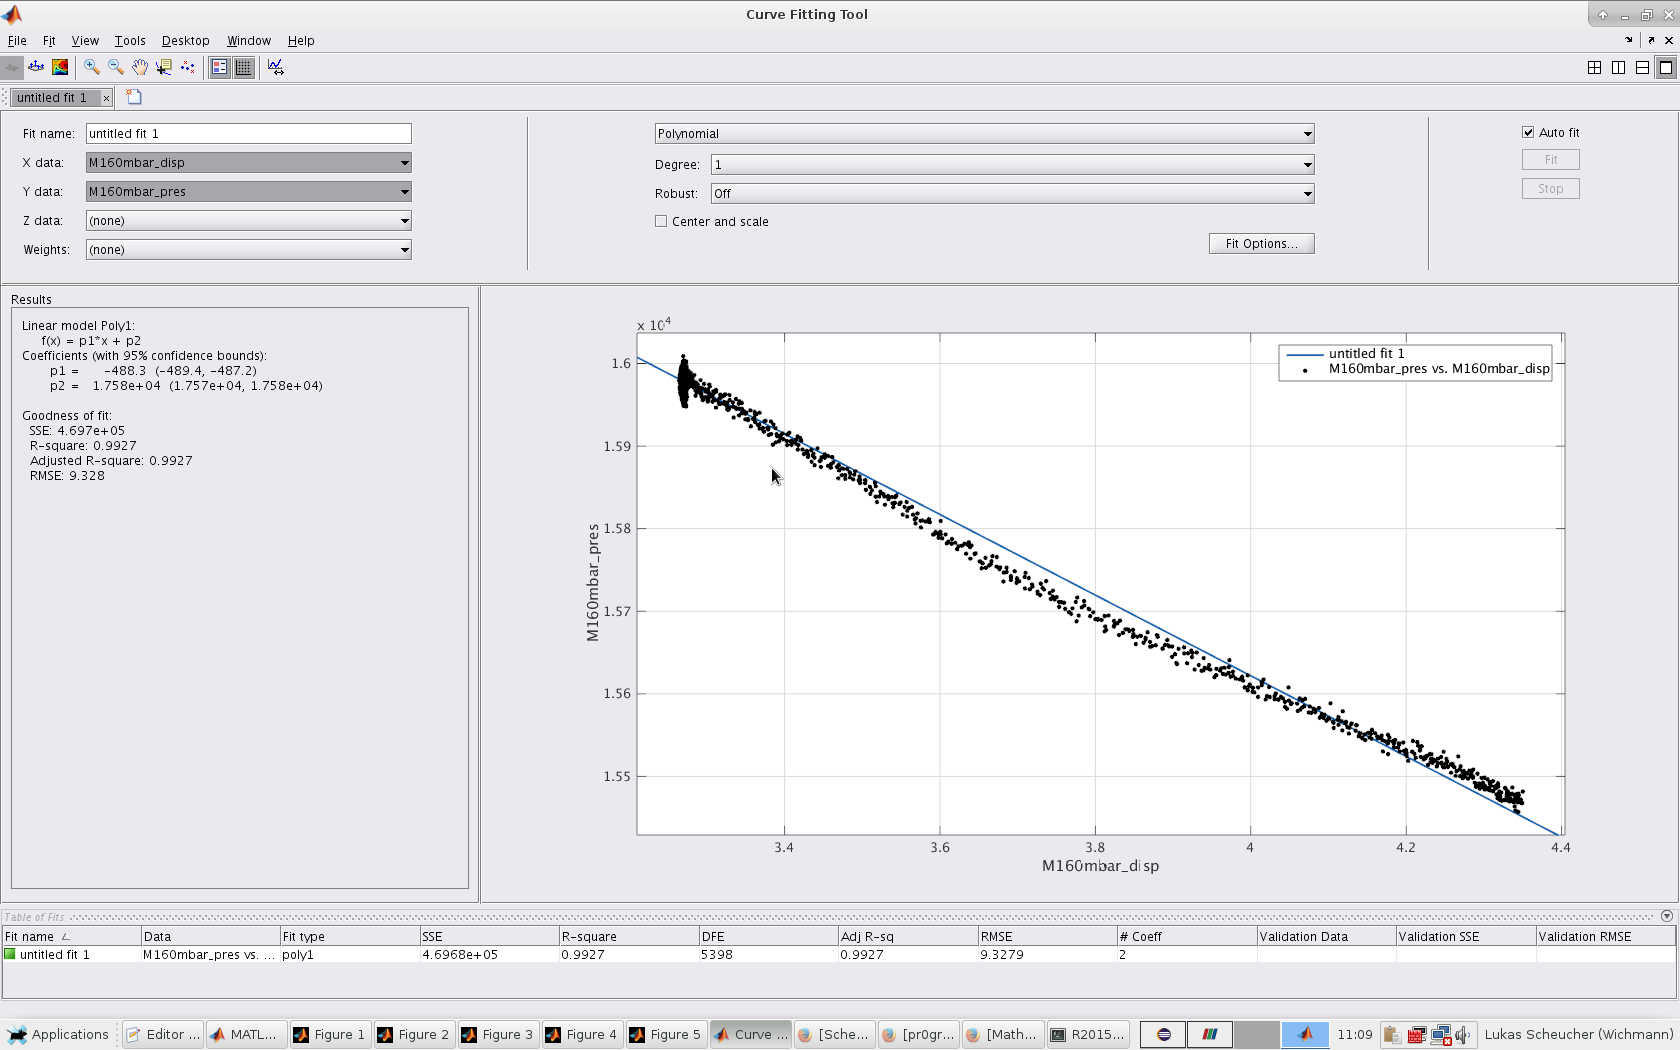 Curve Fitting Tool
File Fit View Tools Desktop Window Help
untitled fit 1
Fit name: untitled fit 1
X data: M160mbar_disp
Y data: M160mbar_pres
Z data: (none)
Weights: (none)
Polynomial
Degree: 1
Robust: Off
Center and scale
Fit Options...
Auto fit
Fit
Stop
Results
Linear model Poly1:
f(x) = p1*x + p2
Coefficients (with 95% confidence bounds):
p1 = -488.3 (-489.4, -487.2)
p2 = 1.758e+04 (1.757e+04, 1.758e+04)
Goodness of fit:
SSE: 4.697e+05
R-square: 0.9927
Adjusted R-square: 0.9927
RMSE: 9.328
x 10⁴
1.6
1.59
1.58
1.57
1.56
1.55
M160mbar_pres
untitled fit 1
M160mbar_pres vs. M160mbar_disp
3.4 3.6 3.8 4 4.2 4.4
M160mbar_disp
Table of Fits
Fit name Data Fit type SSE R-square DFE Adj R-sq RMSE # Coeff Validation Data Validation SSE Validation RMSE
untitled fit 1 M160mbar_pres vs. ... poly1 4.6968e+05 0.9927 5398 0.9927 9.3279 2
Applications Editor ... MATL... Figure 1 Figure 2 Figure 3 Figure 4 Figure 5 Curve ... [Sche... [pr0gr... [Math... R2015... 11:09 Lukas Scheucher (Wichmann)